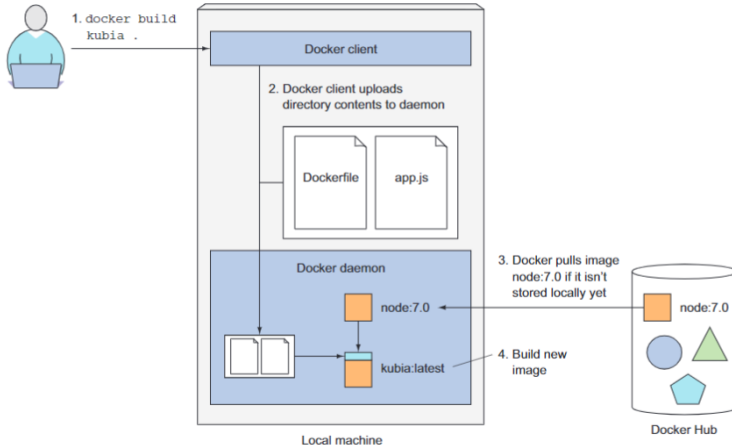 1. docker build
kubia .
Docker client
2. Docker client uploads
directory contents to daemon
Dockerfile
app.js
Docker daemon
node:7.0
kubia:latest
3. Docker pulls image
node:7.0 if it isn't
stored locally yet
4. Build new
image
node:7.0
Docker Hub
Local machine